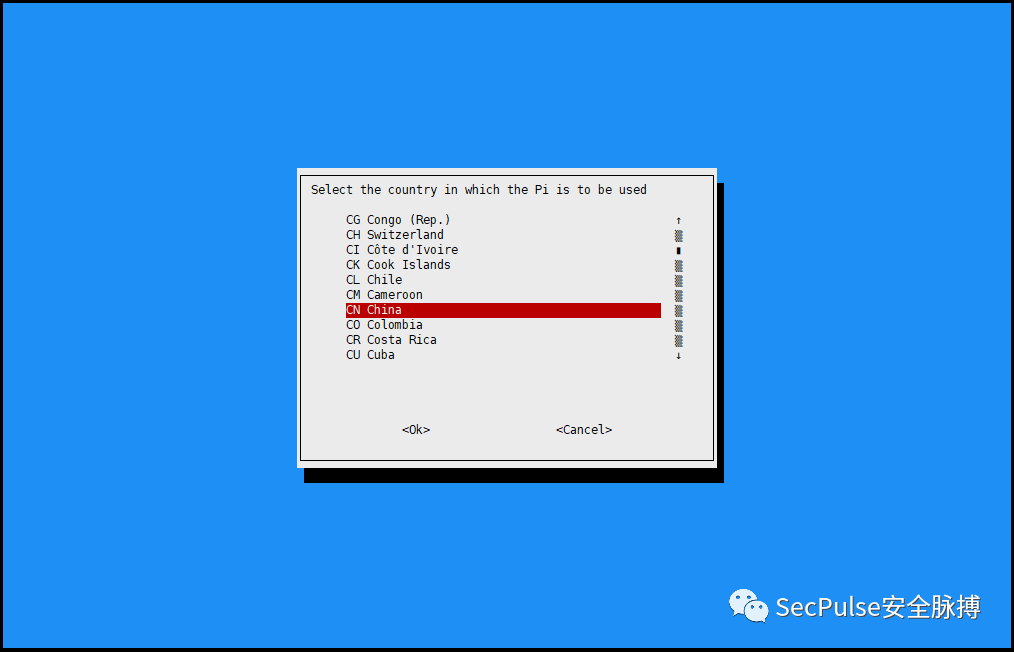 Select the country in which the Pi is to be used
CG Congo (Rep.)
CH Switzerland
CI Côte d'Ivoire
CK Cook Islands
CL Chile
CM Cameroon
CN China
CO Colombia
CR Costa Rica
CU Cuba
<Ok> <Cancel>
SecPulse安全脉搏